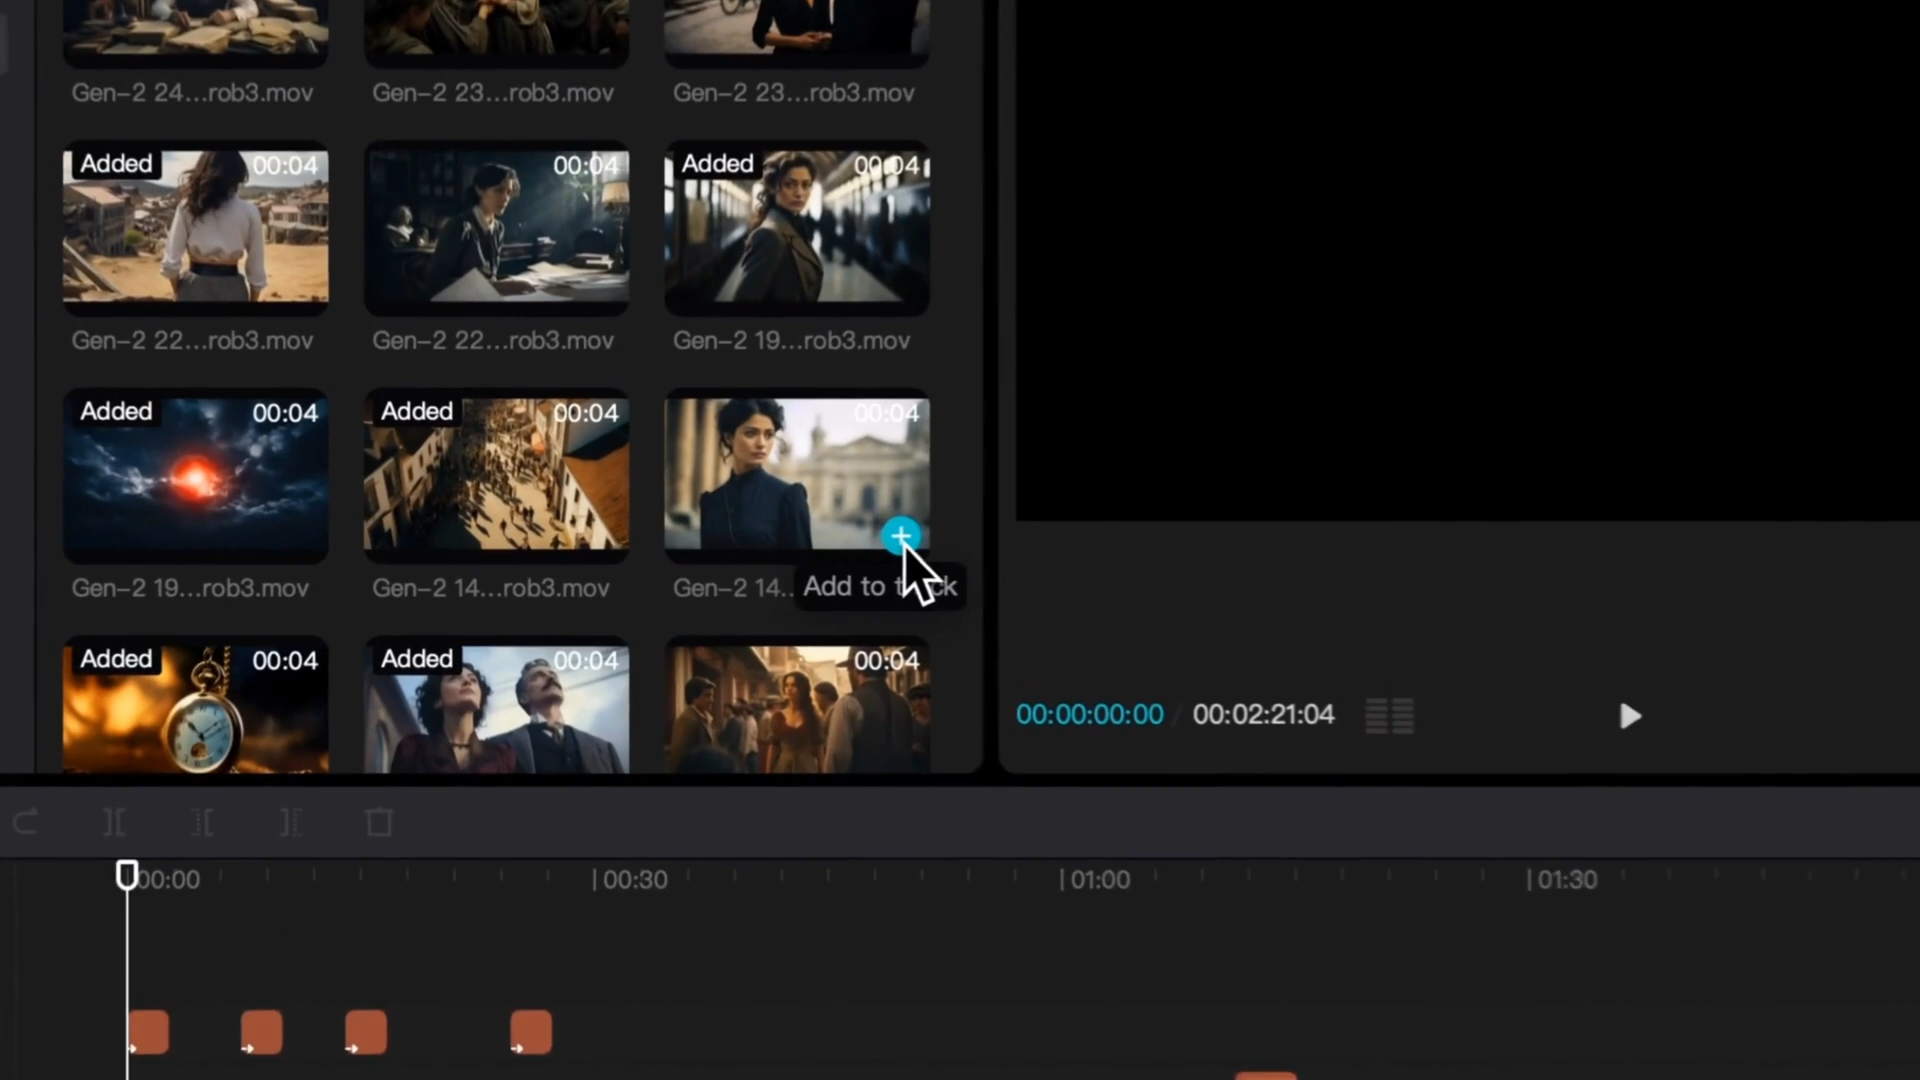 Gen-2 24...rob3.mov
Gen-2 23...rob3.mov
Gen-2 23...rob3.mov
Added 00:04
00:04
Added 00:04
Gen-2 22...rob3.mov
Gen-2 22...rob3.mov
Gen-2 19...rob3.mov
Added 00:04
Added 00:04
00:04
Gen-2 19...rob3.mov
Gen-2 14...rob3.mov
Gen-2 14..
Add to
Added 00:04
Added 00:04
00:04
00:00:00:00 / 00:02:21:04
00:00
00:30
01:00
01:30